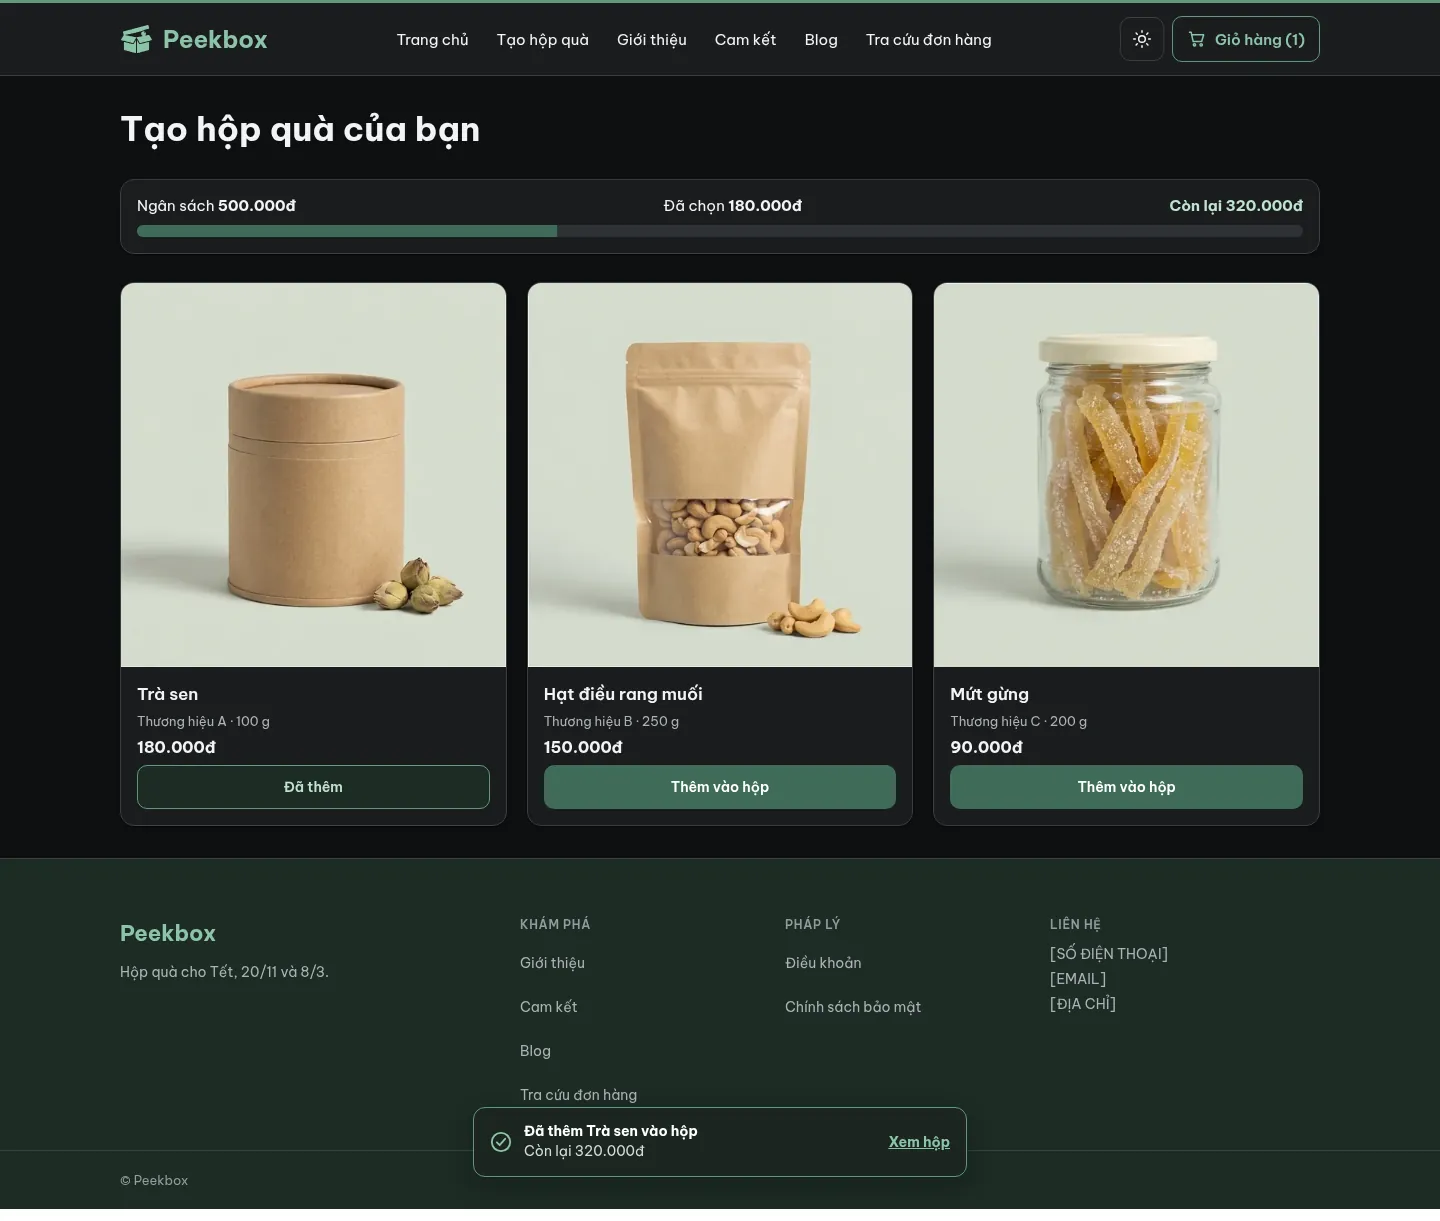 Peekbox
Trang chủ
Tạo hộp quà
Giới thiệu
Cam kết
Blog
Tra cứu đơn hàng
Giỏ hàng (1)
Tạo hộp quà của bạn
Ngân sách 500.000đ
Đã chọn 180.000đ
Còn lại 320.000đ
Trà sen
Thương hiệu A · 100 g
180.000đ
Đã thêm
Hạt điều rang muối
Thương hiệu B · 250 g
150.000đ
Thêm vào hộp
Mứt gừng
Thương hiệu C · 200 g
90.000đ
Thêm vào hộp
Peekbox
Hộp quà cho Tết, 20/11 và 8/3.
KHÁM PHÁ
Giới thiệu
Cam kết
Blog
Tra cứu đơn hàng
PHÁP LÝ
Điều khoản
Chính sách bảo mật
LIÊN HỆ
[SỐ ĐIỆN THOẠI]
[EMAIL]
[ĐỊA CHỈ]
Đã thêm Trà sen vào hộp
Còn lại 320.000đ
Xem hộp
© Peekbox